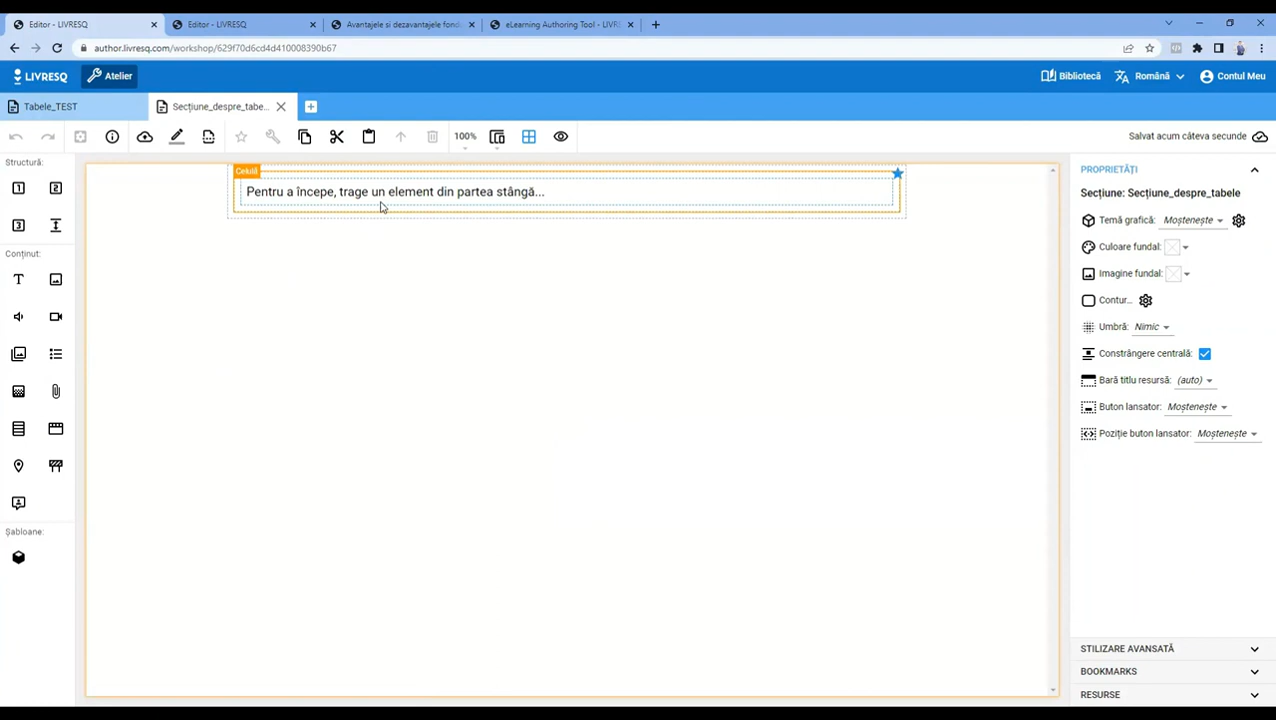 Editor - LIVRESQ
Editor - LIVRESQ
Avantajele si dezavantajele fond
eLearning Authoring Tool - LIVR
author.livresq.com/workshop/629f70d6cd4d410008390b67
LIVRESQ
Atelier
Bibliotecă
Română
Contul Meu
Tabele_TEST
Secțiune_despre_tabe...
100%
Salvat acum câteva secunde
Structură:
1
2
3
Conținut:
T
Șabloane:
Celulă
Pentru a începe, trage un element din partea stângă...
PROPRIETĂȚI
Secțiune: Secțiune_despre_tabele
Temă grafică: Moștenește
Culoare fundal:
Imagine fundal:
Contur...
Umbră: Nimic
Constrângere centrală:
Bară titlu resursă: (auto)
Buton lansator: Moștenește
Poziție buton lansator: Moștenește
STILIZARE AVANSATĂ
BOOKMARKS
RESURSE